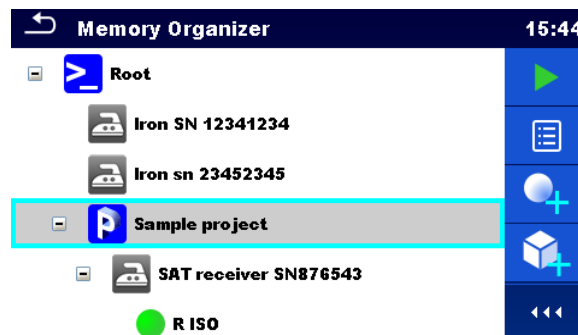 Memory Organizer 15:44
Root
Iron SN 12341234
Iron sn 23452345
Sample project
SAT receiver SN876543
R ISO